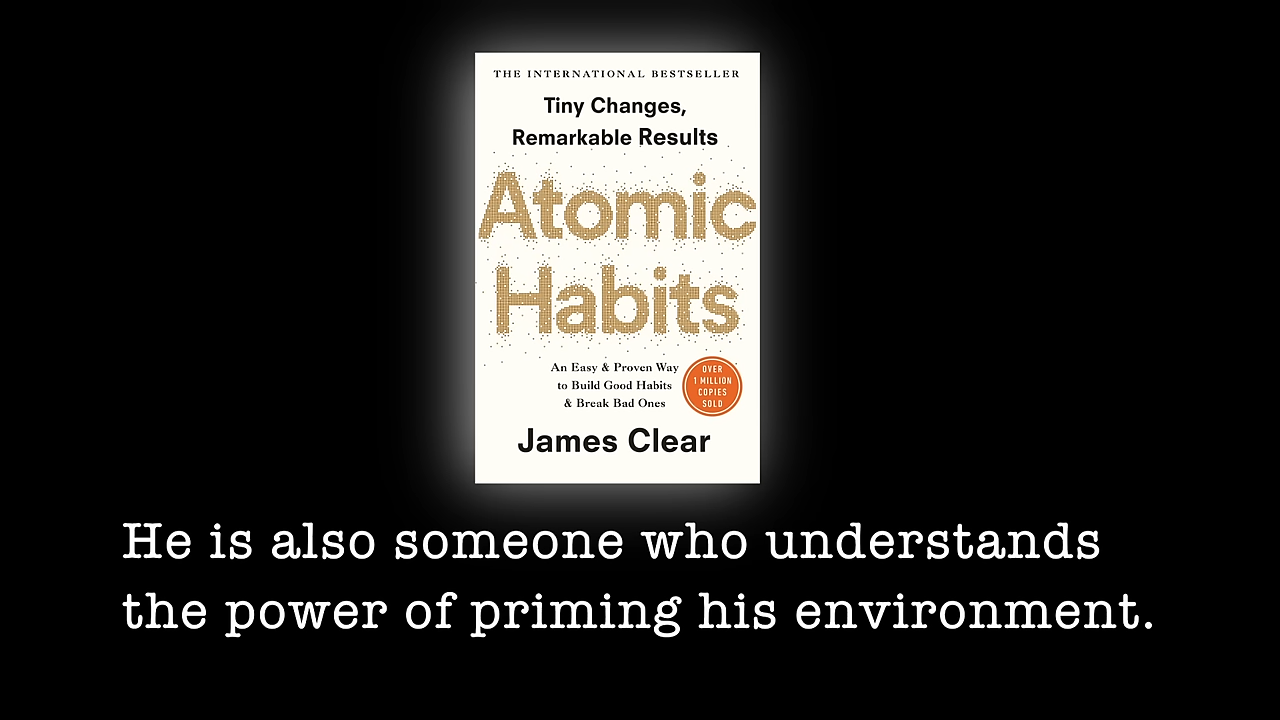 THE INTERNATIONAL BESTSELLER
Tiny Changes,
Remarkable Results
Atomic
Habits
An Easy & Proven Way
to Build Good Habits
& Break Bad Ones
OVER
1 MILLION
COPIES
SOLD
James Clear
He is also someone who understands
the power of priming his environment.